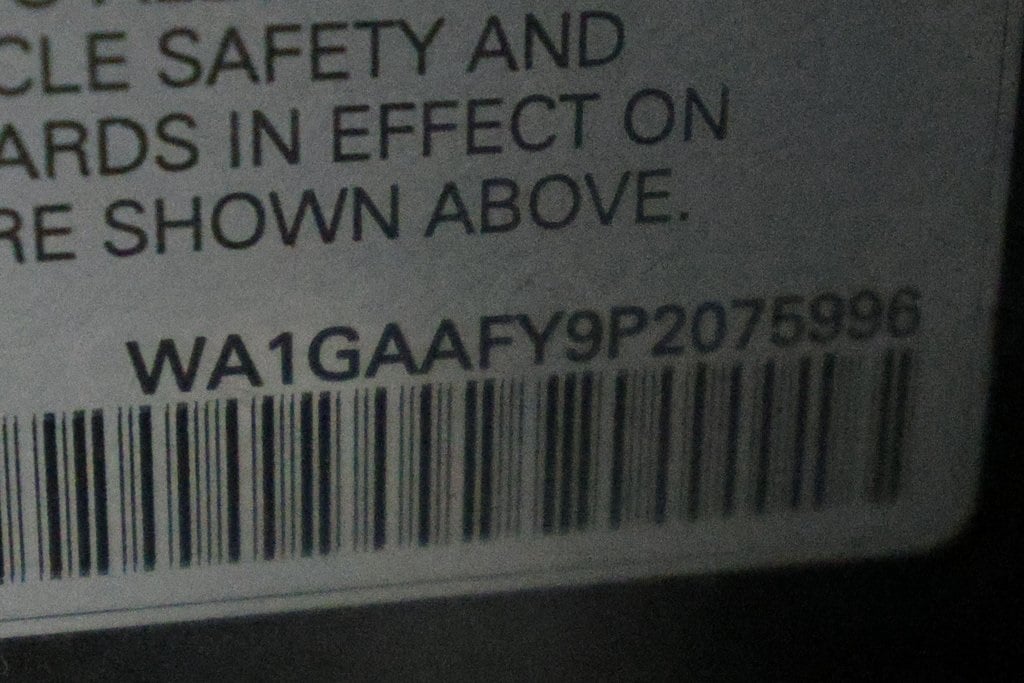 CLE SAFETY AND
ARDS IN EFFECT ON
RE SHOWN ABOVE.
WA1GAAFY9P2075996